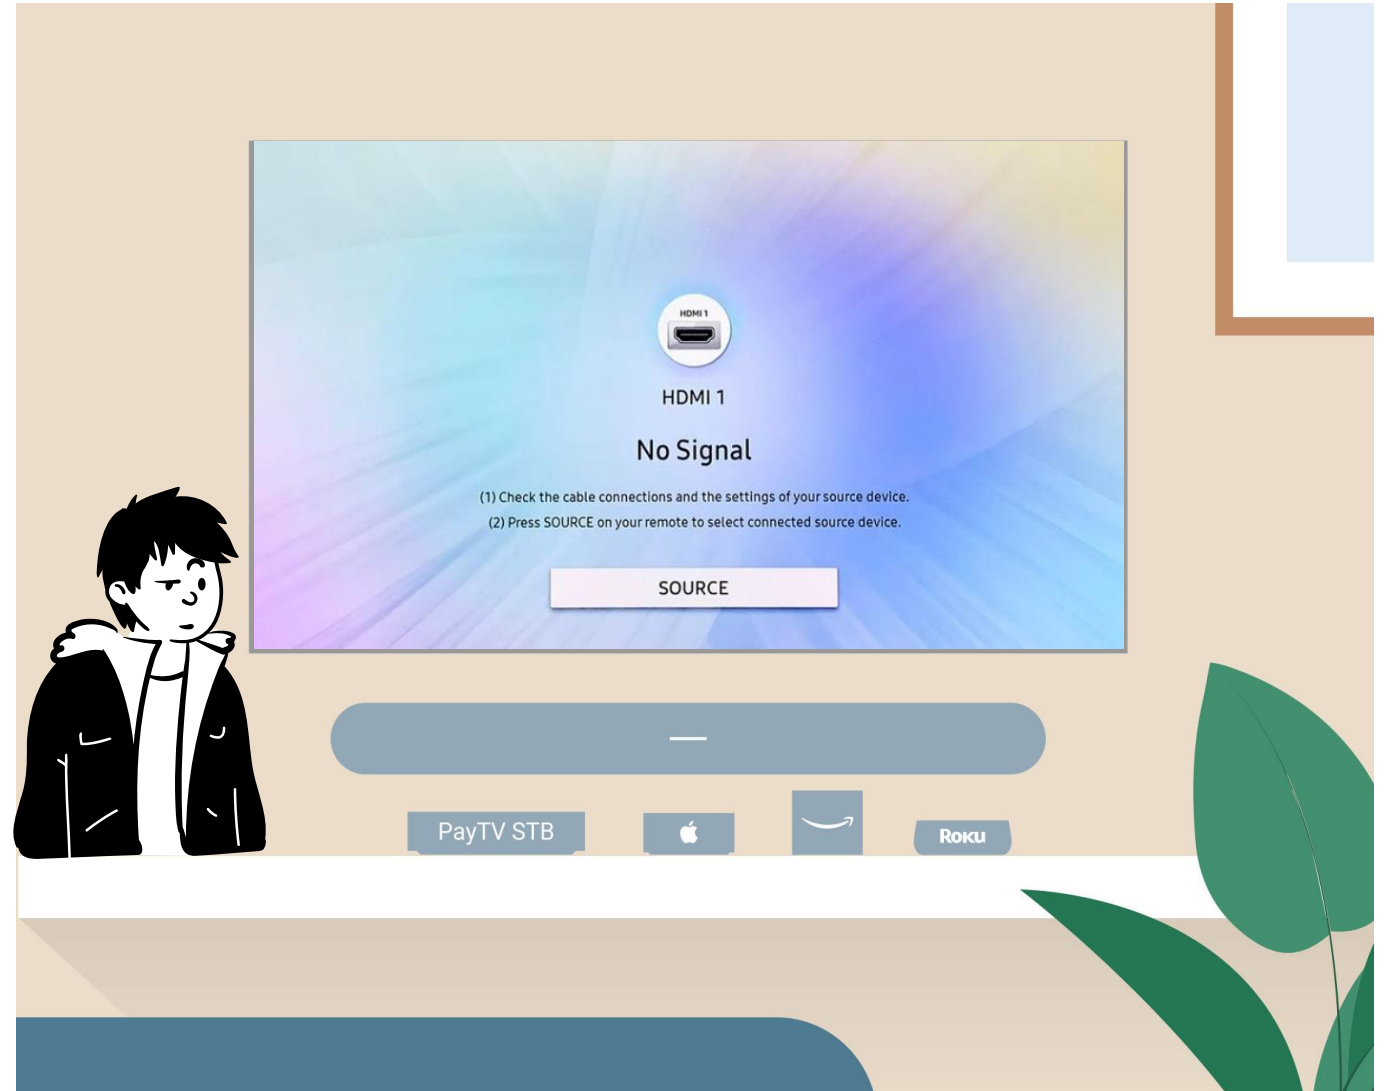 HDMI 1
HDMI 1
No Signal
(1) Check the cable connections and the settings of your source device.
(2) Press SOURCE on your remote to select connected source device.
SOURCE
PayTV STB
Roku